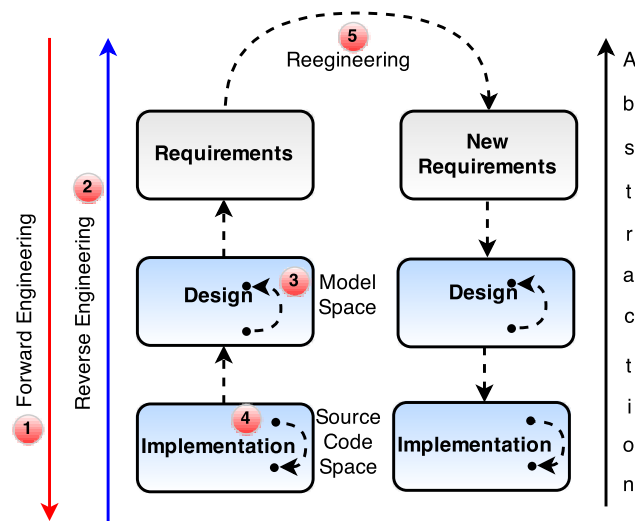 5
Reegineering
Requirements
New
Requirements
2
Forward Engineering
Reverse Engineering
3
Design
Model
Space
Design
4
Implementation
Source
Code
Space
Implementation
1
A
b
s
t
r
a
c
t
i
o
n